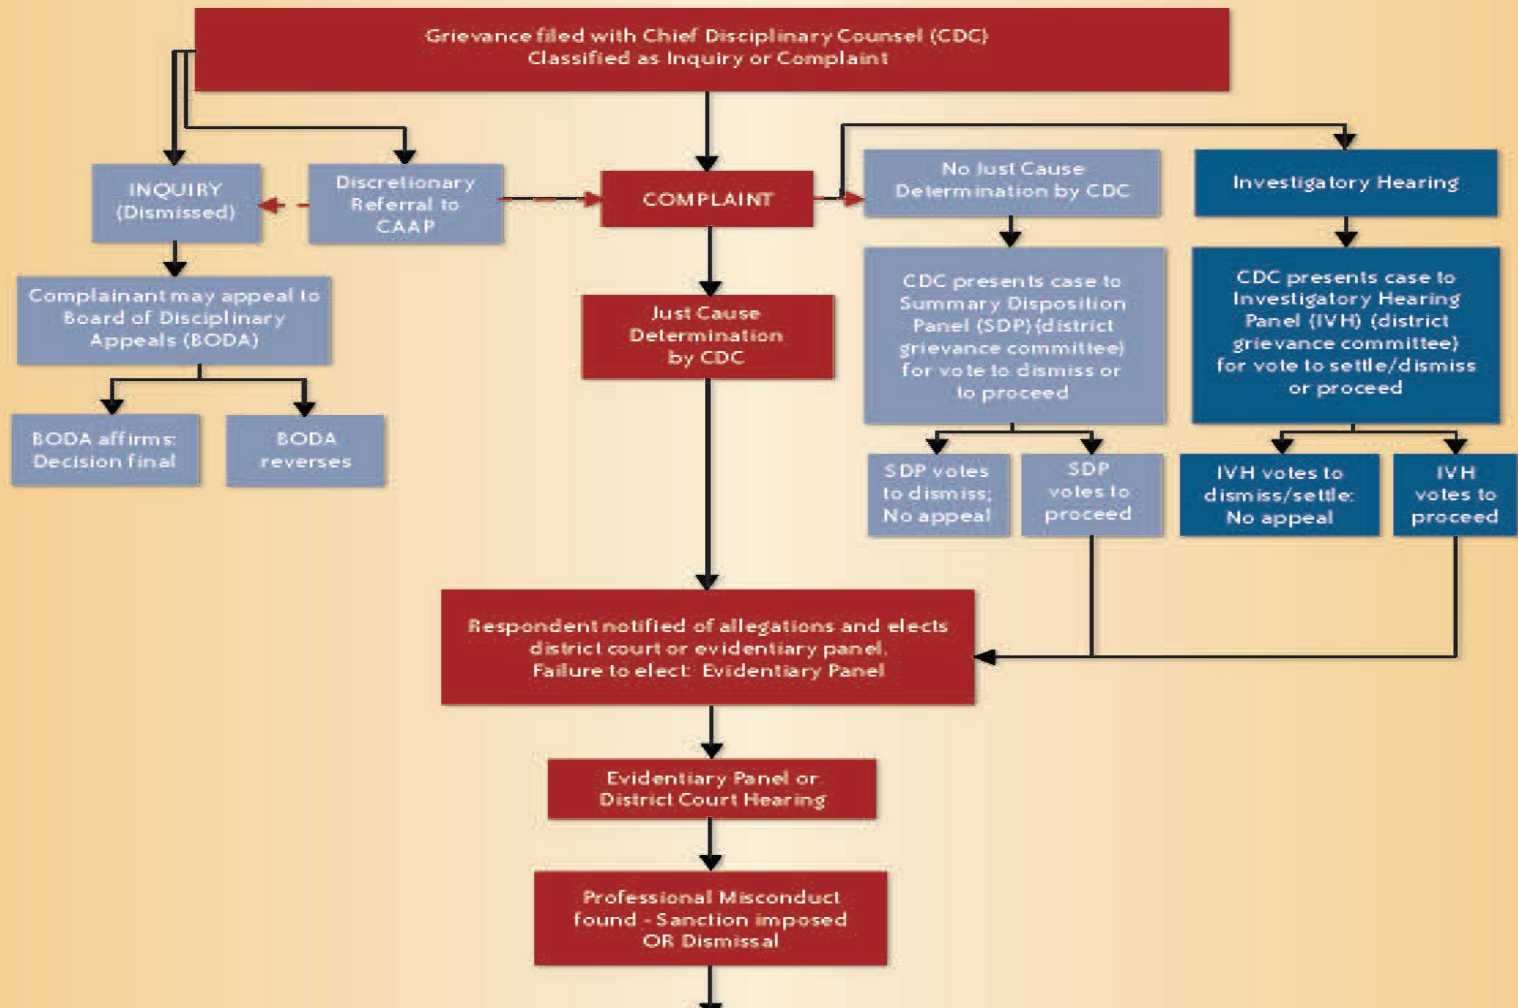 Grievance filed with Chief Disciplinary Counsel (CDC)
Classified as Inquiry or Complaint
INQUIRY
(Dismissed)
Discretionary
Referral to
CAAP
COMPLAINT
No Just Cause
Determination by CDC
Investigatory Hearing
Complainant may appeal to
Board of Disciplinary
Appeals (BODA)
Just Cause
Determination
by CDC
CDC presents case to
Summary Disposition
Panel (SDP) (district
grievance committee)
for vote to dismiss or
to proceed
CDC presents case to
Investigatory Hearing
Panel (IVH) (district
grievance committee)
for vote to settle/dismiss
or proceed
BODA affirms:
Decision final
BODA
reverses
SDP votes
to dismiss;
No appeal
SDP
votes to
proceed
IVH votes to
dismiss/settle:
No appeal
IVH
votes to
proceed
Respondent notified of allegations and elects
district court or evidentiary panel.
Failure to elect: Evidentiary Panel
Evidentiary Panel or
District Court Hearing
Professional Misconduct
found - Sanction imposed
OR Dismissal